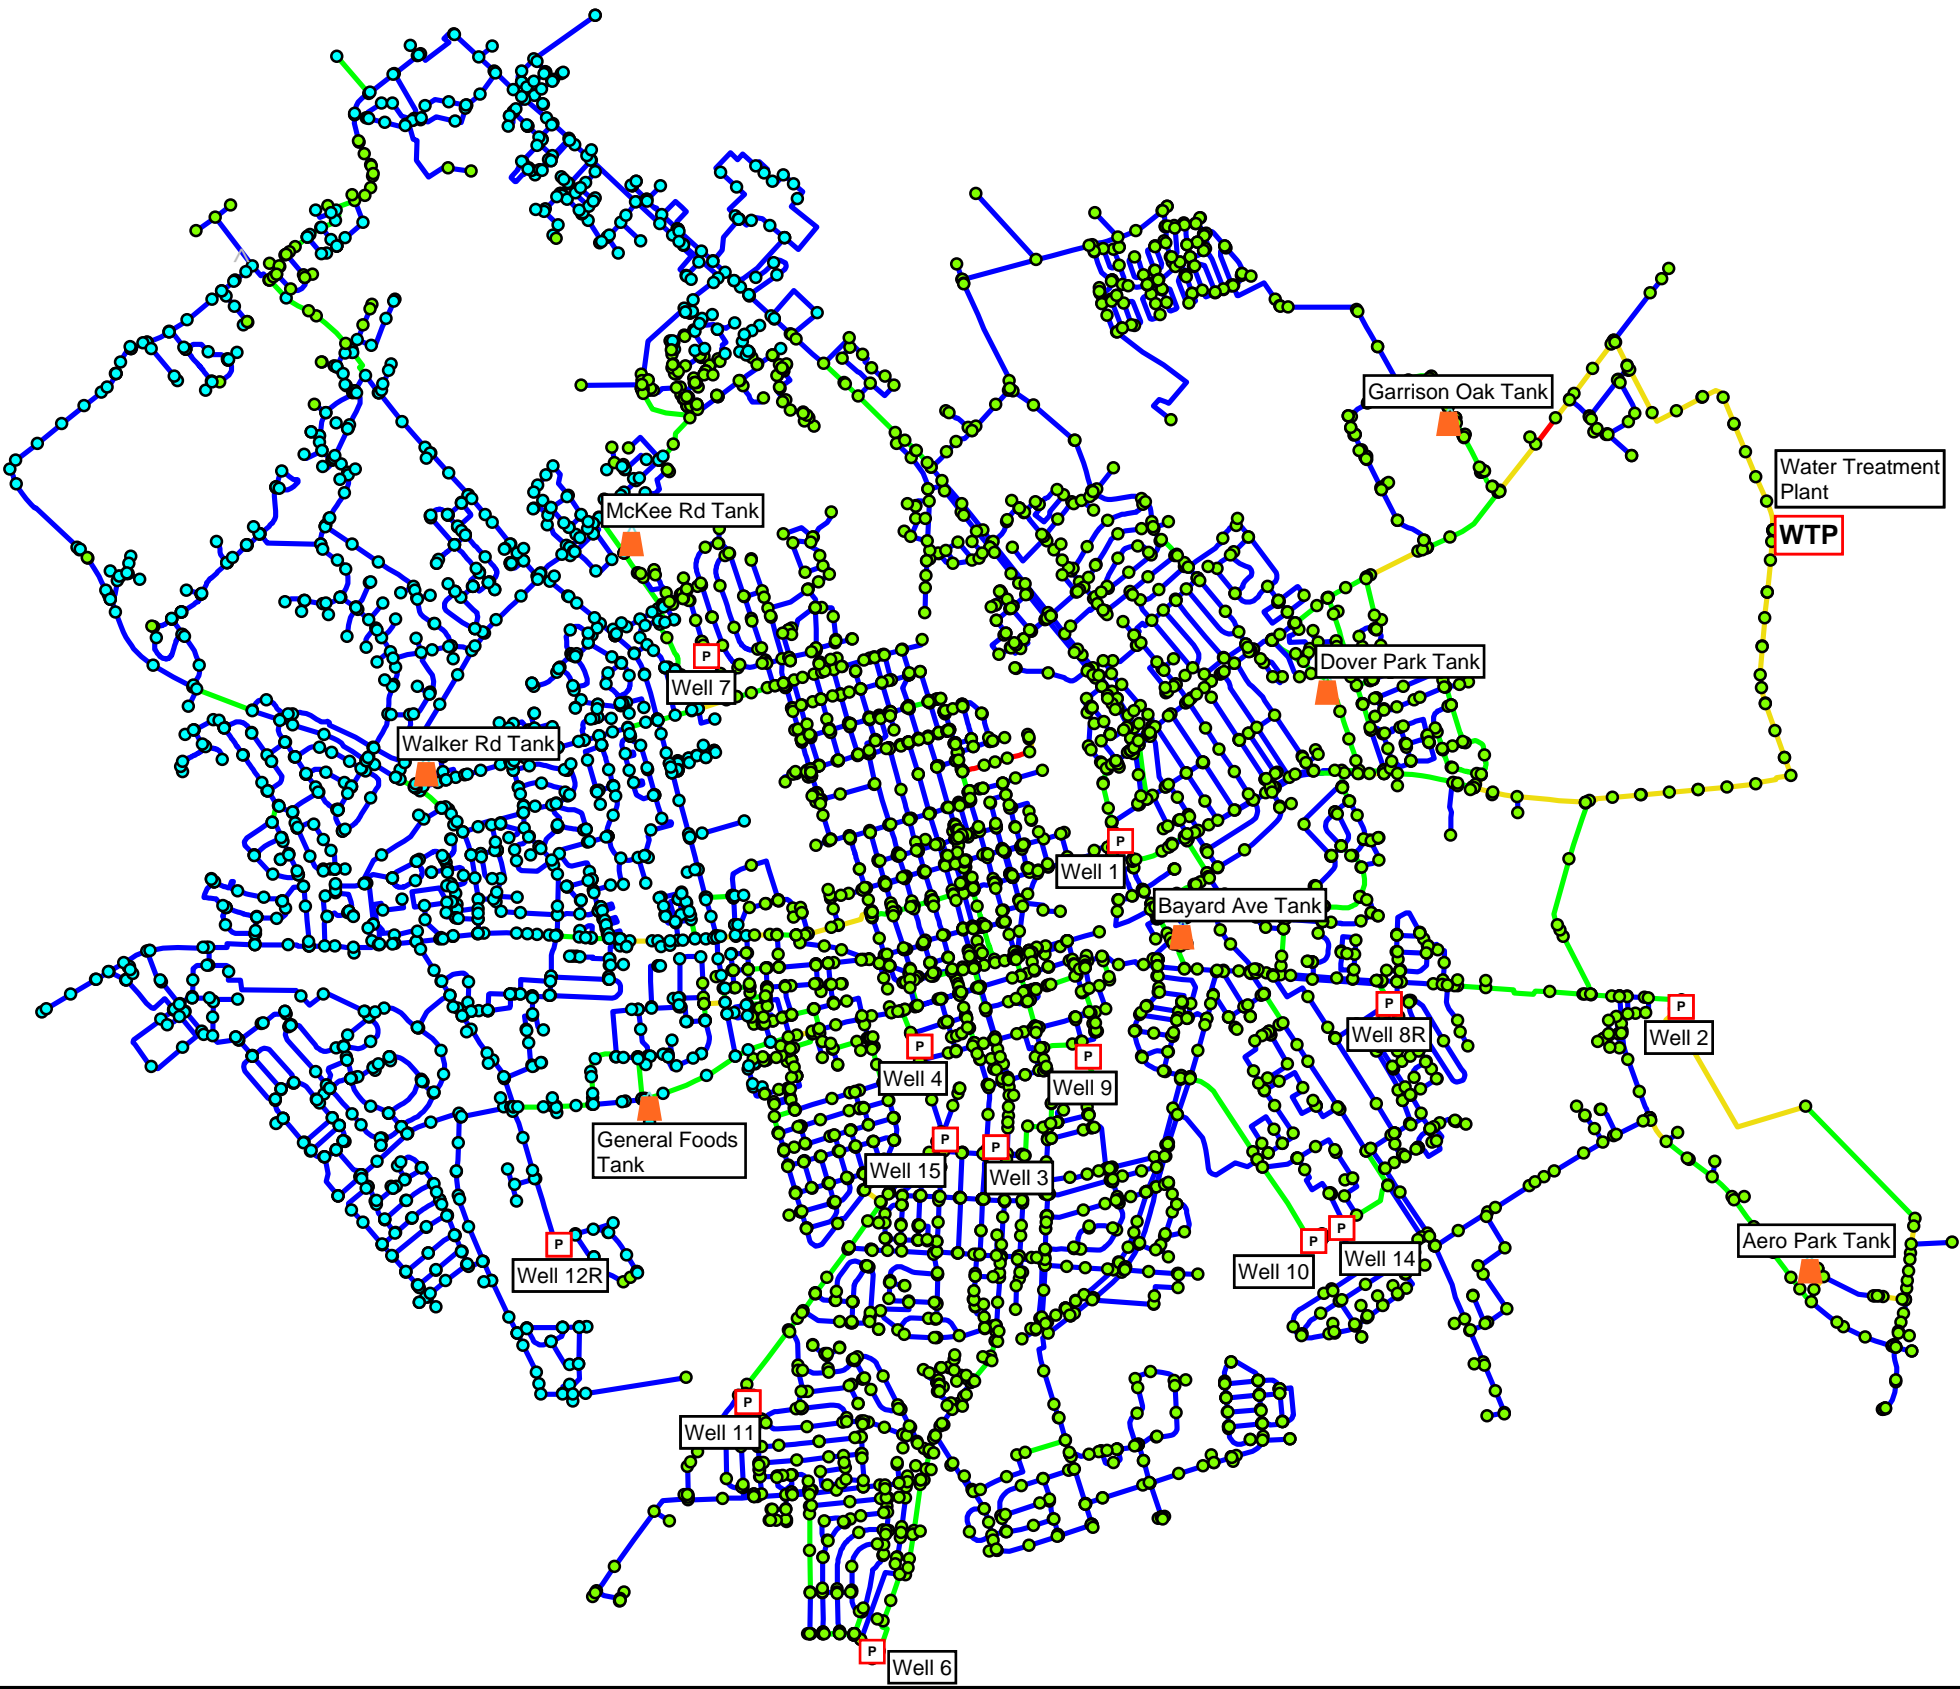 Garrison Oak Tank
Water Treatment
Plant
WTP
McKee Rd Tank
P
Well 7
Dover Park Tank
Walker Rd Tank
P
Well 1
Bayard Ave Tank
P
Well 8R
P
Well 2
P
Well 4
P
Well 9
General Foods
Tank
P
Well 15
P
Well 3
P
Well 12R
P
Well 10
P
Well 14
Aero Park Tank
P
Well 11
P
Well 6